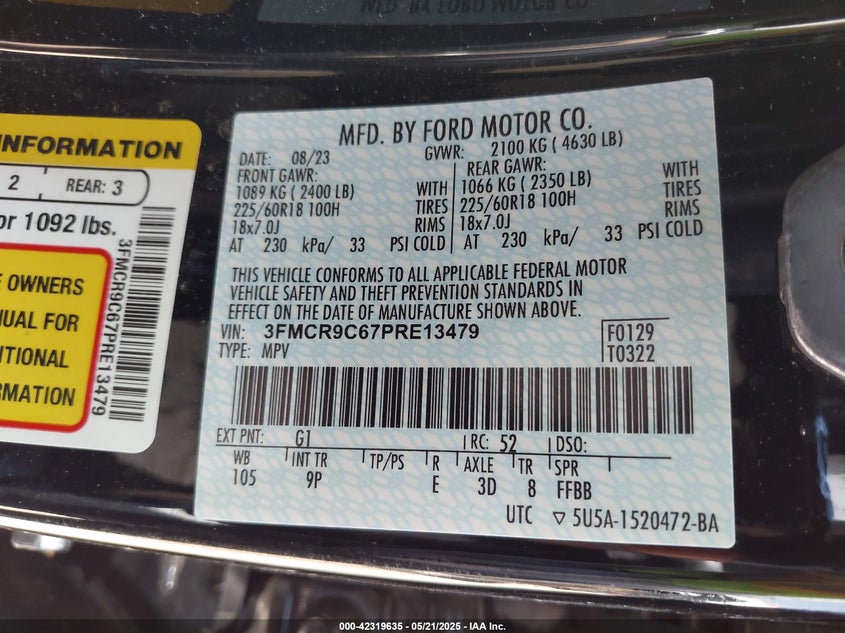 MFD. BY FORD MOTOR CO.
INFORMATION
2 REAR: 3
or 1092 lbs.
OWNERS
UAL FOR
ITIONAL
RMATION
3FMCR9C67PRE13479
MFD. BY FORD MOTOR CO.
DATE: 08/23 GVWR: 2100 KG ( 4630 LB)
FRONT GAWR: REAR GAWR:
1089 KG ( 2400 LB) WITH 1066 KG ( 2350 LB) WITH
225/60R18 100H TIRES 225/60R18 100H TIRES
18x7.0J RIMS 18x7.0J RIMS
AT 230 kPa/ 33 PSI COLD AT 230 kPa/ 33 PSI COLD
THIS VEHICLE CONFORMS TO ALL APPLICABLE FEDERAL MOTOR
VEHICLE SAFETY AND THEFT PREVENTION STANDARDS IN
EFFECT ON THE DATE OF MANUFACTURE SHOWN ABOVE.
VIN: 3FMCR9C67PRE13479 F0129
TYPE: MPV T0322
EXT PNT: G1 RC: 52 DSO:
WB INT TR TP/PS R AXLE TR SPR
105 9P E 3D 8 FFBB
UTC ▽ 5U5A-1520472-BA
000-42319635 - 05/21/2025 - IAA Inc.